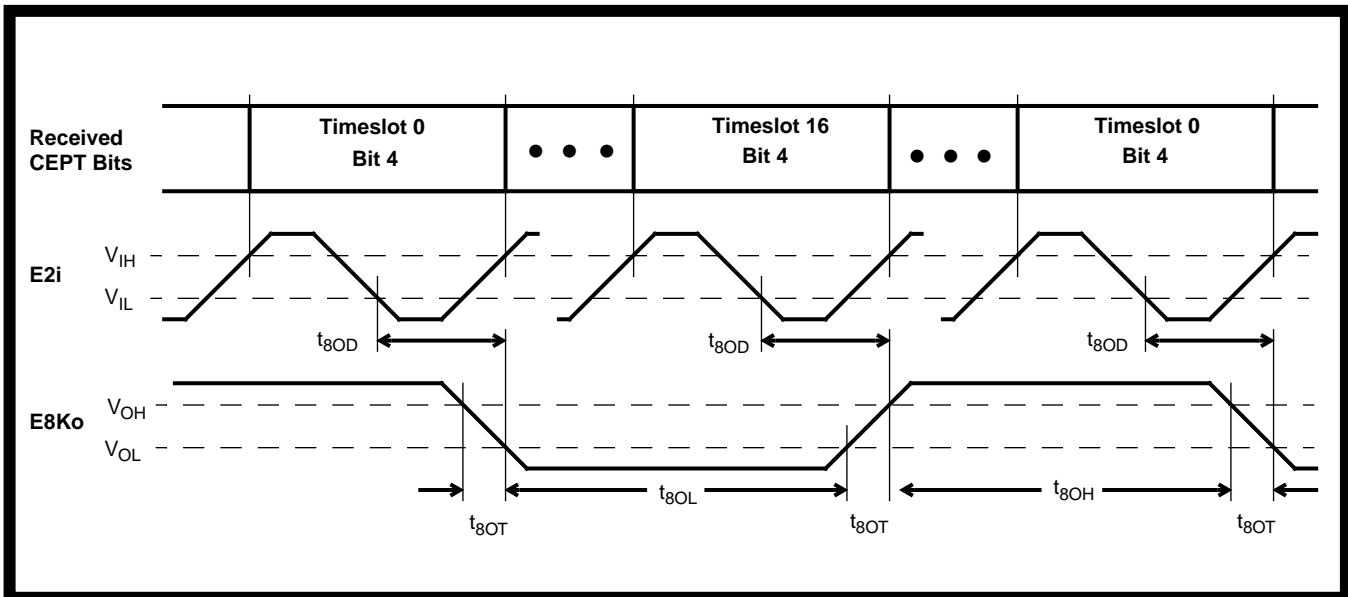 Received
CEPT Bits
Timeslot 0
Bit 4
● ● ●
Timeslot 16
Bit 4
● ● ●
Timeslot 0
Bit 4
E2i
VIH
VIL
t8OD
t8OD
t8OD
E8Ko
VOH
VOL
t8OT
t8OL
t8OT
t8OH
t8OT